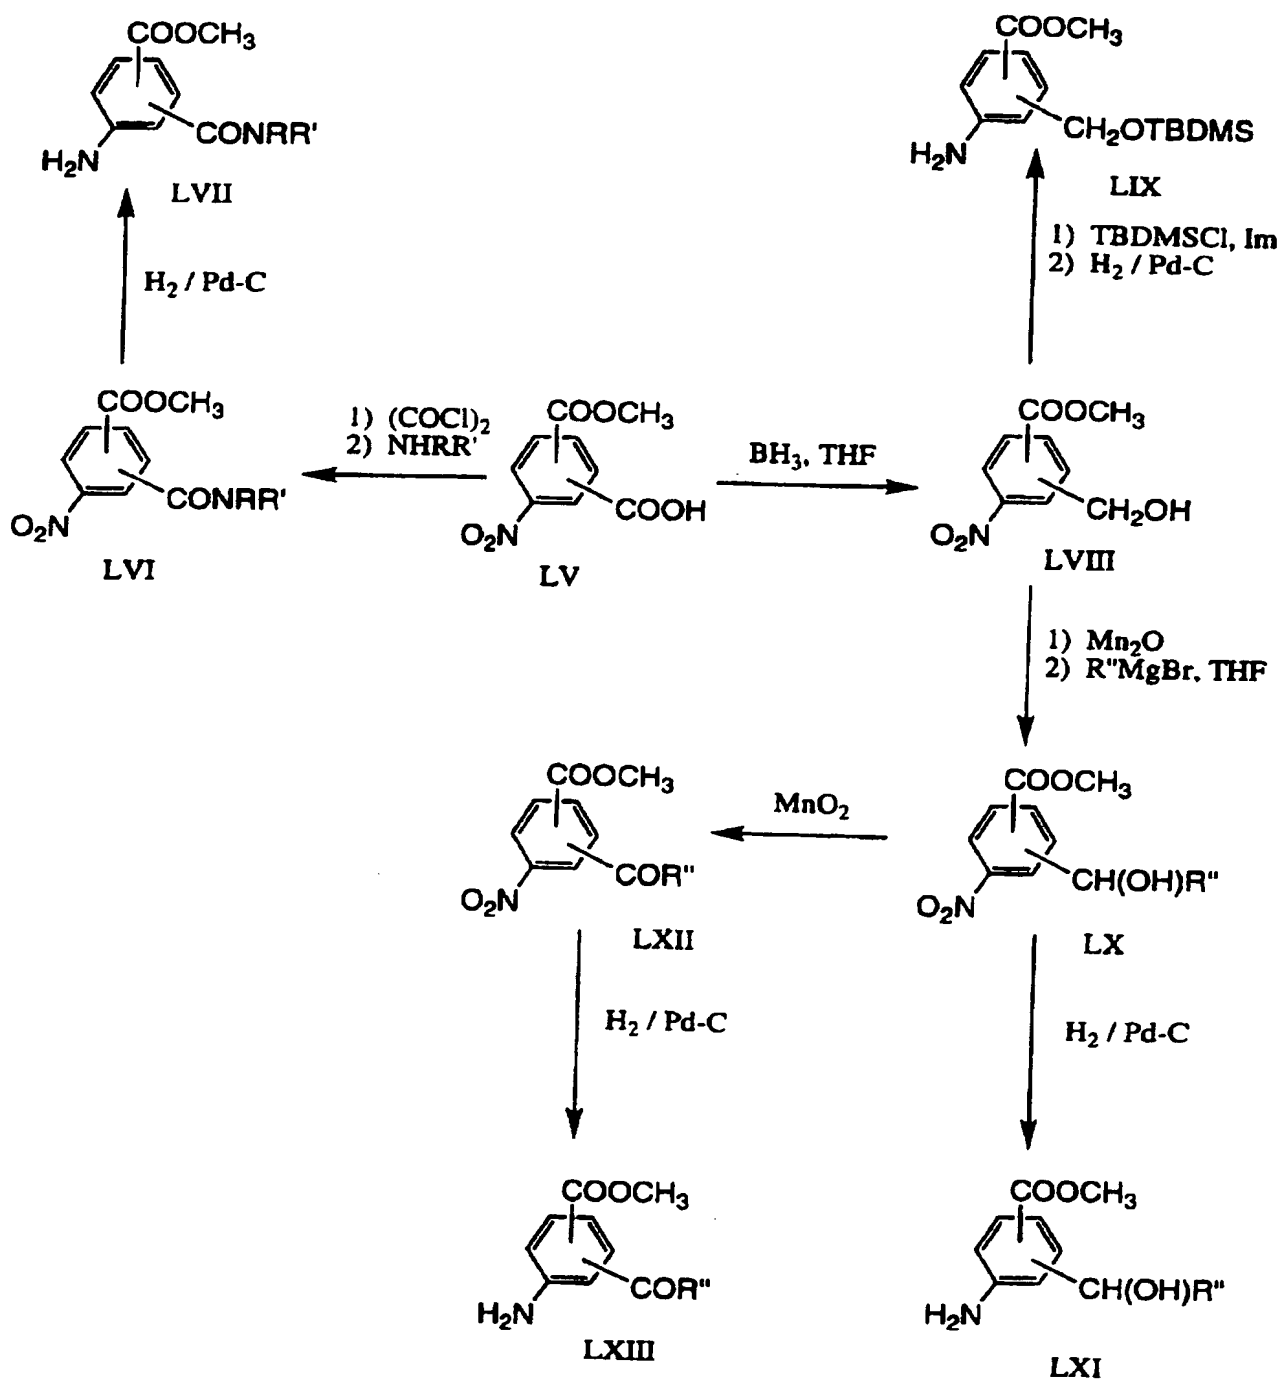 COOCH3
CONRR'
H2N
LVII
COOCH3
CH2OTBDMS
H2N
LIX
H2 / Pd-C
1) TBDMSCl, Im
2) H2 / Pd-C
COOCH3
CONRR'
O2N
LVI
1) (COCl)2
2) NHRR'
COOCH3
COOH
O2N
LV
BH3, THF
COOCH3
CH2OH
O2N
LVIII
1) Mn2O
2) R"MgBr, THF
COOCH3
COR"
O2N
LXII
MnO2
COOCH3
CH(OH)R"
O2N
LX
H2 / Pd-C
H2 / Pd-C
COOCH3
COR"
H2N
LXIII
COOCH3
CH(OH)R"
H2N
LXI